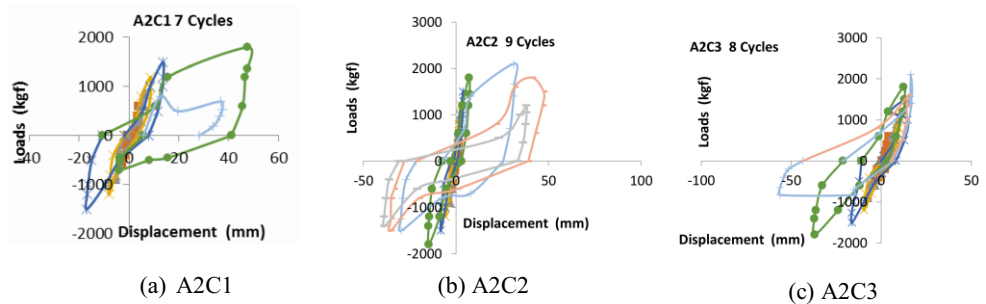 A2C1 7 Cycles
2000
1000
0
-1000
-2000
-40
-20
0
20
40
60
Loads (kgf)
Displacement (mm)
(a) A2C1
A2C2 9 Cycles
3000
2000
1000
0
-1000
-2000
-50
0
50
100
Loads (kgf)
Displacement (mm)
(b) A2C2
A2C3 8 Cycles
3000
2000
1000
0
-1000
-2000
-100
0
50
Loads (kgf)
Displacement (mm)
(c) A2C3